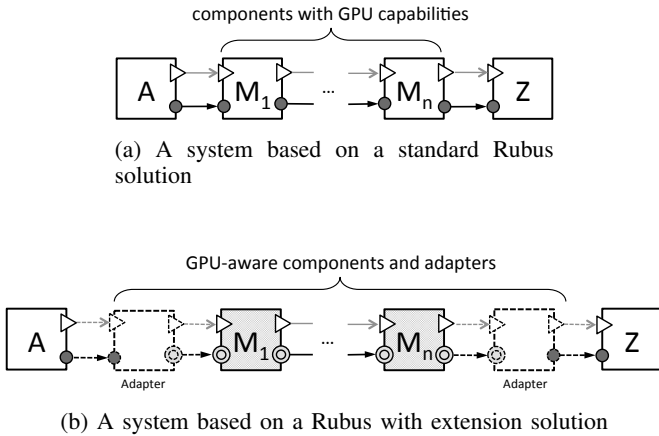 components with GPU capabilities
A M1 ... Mn Z
(a) A system based on a standard Rubus
solution
GPU-aware components and adapters
A M1 ... Mn Z
Adapter Adapter
(b) A system based on a Rubus with extension solution